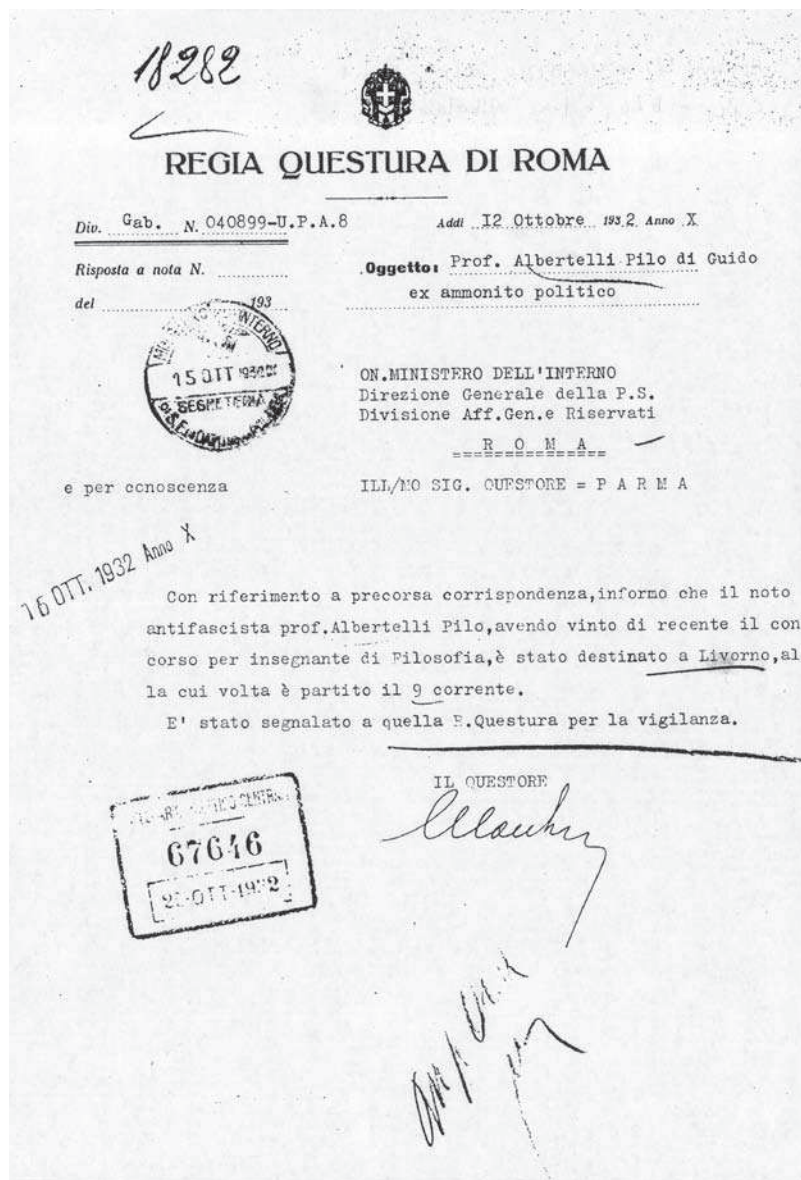 18282
REGIA QUESTURA DI ROMA
Div. Gab. N. 040899-U.P.A.8
Addì I2 Ottobre 1932 Anno X
Risposta a nota N.
del 193
Oggetto: Prof. Albertelli Pilo di Guido
ex ammonito politico
INTERNO
15 OTT 1932
SEGRETERIA
ON.MINISTERO DELL'INTERNO
Direzione Generale della P.S.
Divisione Aff.Gen.e Riservati
R O M A
===============
e per conoscenza
ILL/MO SIG. QUESTORE = P A R M A
16 OTT. 1932 Anno X
Con riferimento a precorsa corrispondenza,informo che il noto
antifascista prof.Albertelli Pilo,avendo vinto di recente il con
corso per insegnante di Filosofia,è stato destinato a Livorno,al
la cui volta è partito il 9 corrente.
E' stato segnalato a quella R.Questura per la vigilanza.
IL QUESTORE
67646
OTT 1932